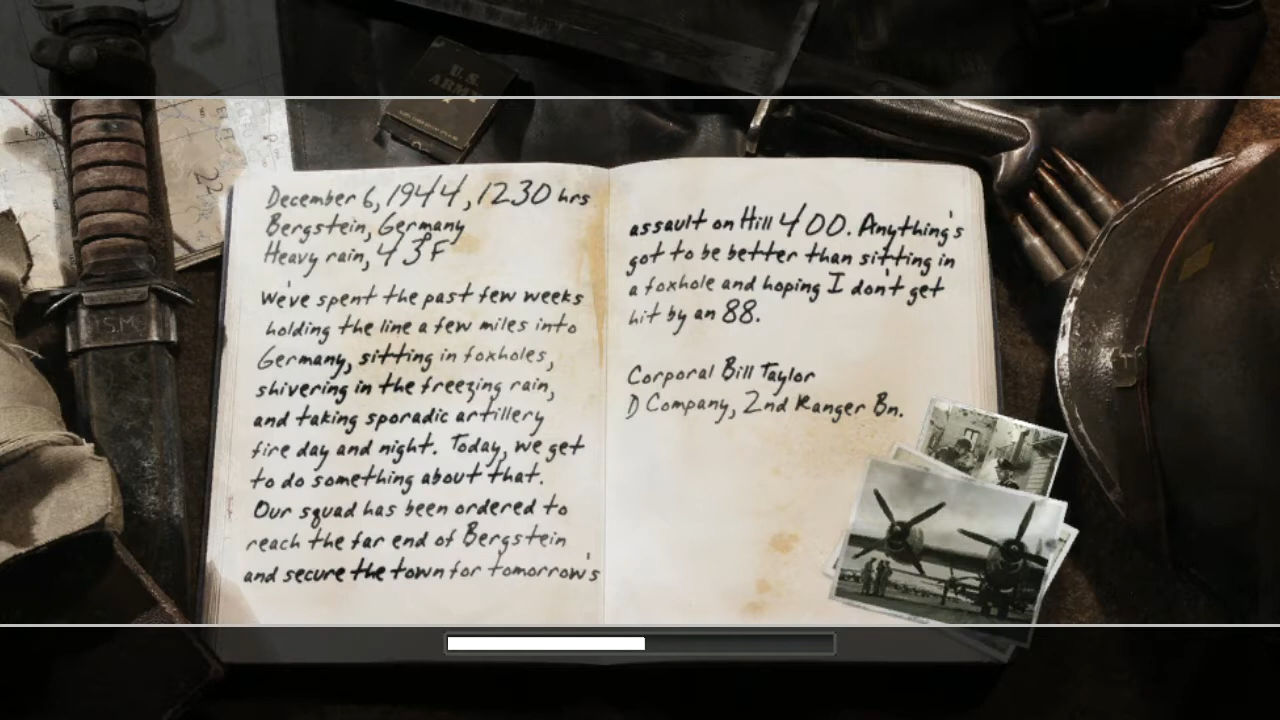 U.S.
ARMY
22
U.S.M.
December 6, 1944, 1230 hrs
Bergstein, Germany
Heavy rain, 43°F
We've spent the past few weeks
holding the line a few miles into
Germany, sitting in foxholes,
shivering in the freezing rain,
and taking sporadic artillery
fire day and night. Today, we get
to do something about that.
Our squad has been ordered to
reach the far end of Bergstein
and secure the town for tomorrow's
assault on Hill 400. Anything's
got to be better than sitting in
a foxhole and hoping I don't get
hit by an 88.
Corporal Bill Taylor
D Company, 2nd Ranger Bn.